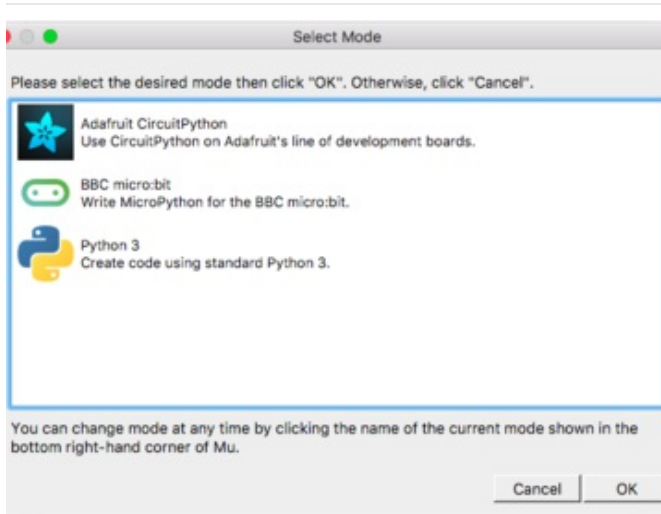 Select Mode
Please select the desired mode then click "OK". Otherwise, click "Cancel".
Adafruit CircuitPython
Use CircuitPython on Adafruit's line of development boards.
BBC micro:bit
Write MicroPython for the BBC micro:bit.
Python 3
Create code using standard Python 3.
You can change mode at any time by clicking the name of the current mode shown in the
bottom right-hand corner of Mu.
Cancel OK